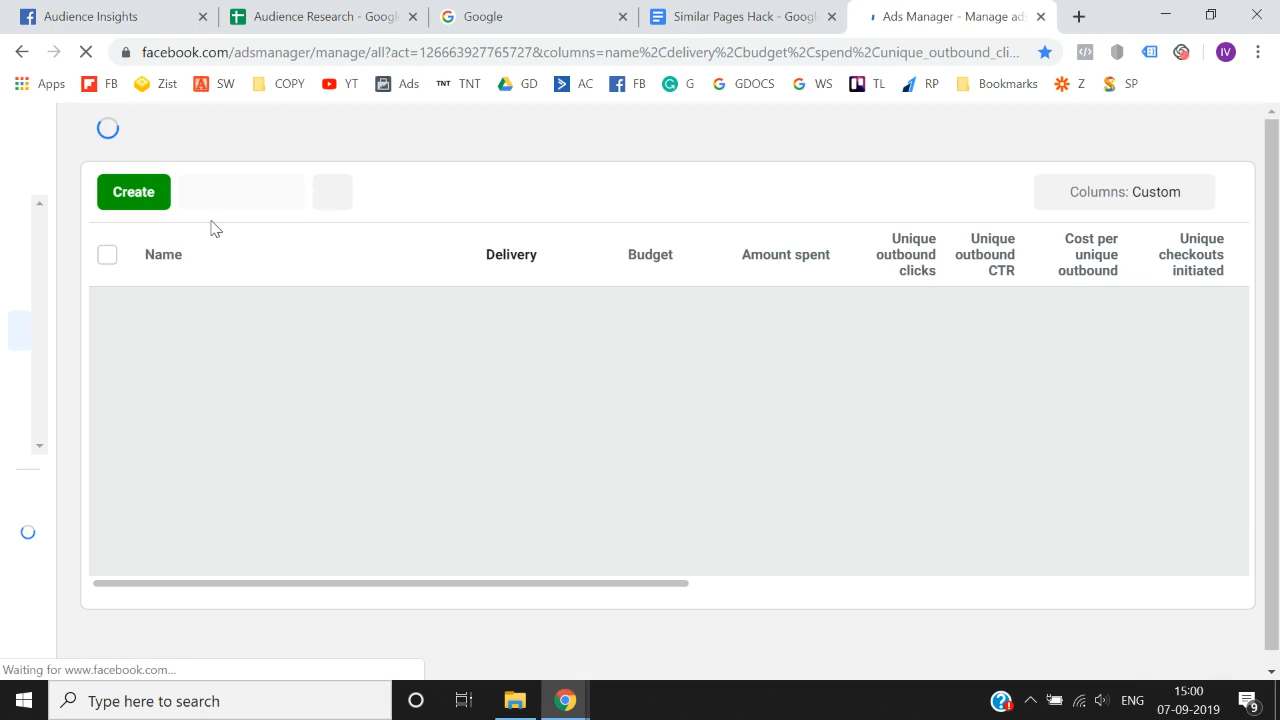 Audience Insights
Audience Research - Googl
Google
Similar Pages Hack - Google
Ads Manager - Manage ads
facebook.com/adsmanager/manage/all?act=126663927765727&columns=name%2Cdelivery%2Cbudget%2Cspend%2Cunique_outbound_cli...
IV
Apps FB Zist SW COPY YT Ads TNT TNT GD AC FB G GDOCS WS TL RP Bookmarks Z SP
Create
Columns: Custom
Name
Delivery
Budget
Amount spent
Unique
outbound
clicks
Unique
outbound
CTR
Cost per
unique
outbound
Unique
checkouts
initiated
Waiting for www.facebook.com...
Type here to search
ENG
15:00
07-09-2019
9